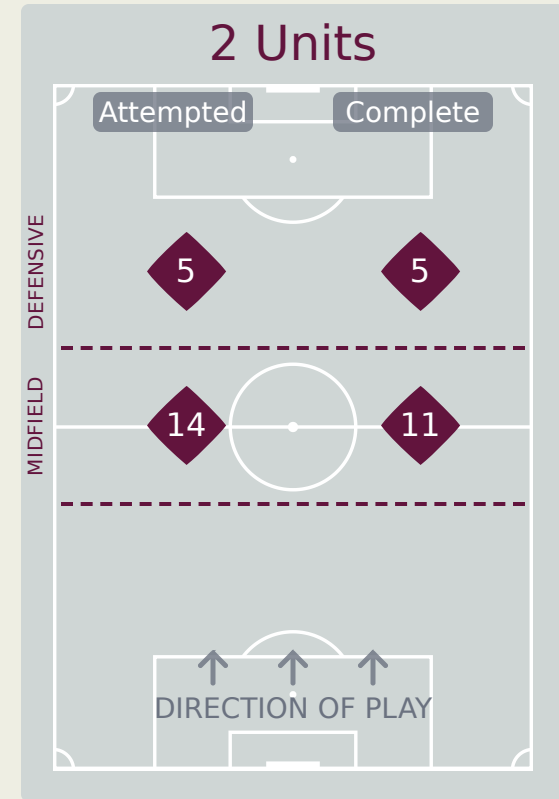 2 Units
Attempted Complete
DEFENSIVE
5 5
MIDFIELD
14 11
DIRECTION OF PLAY